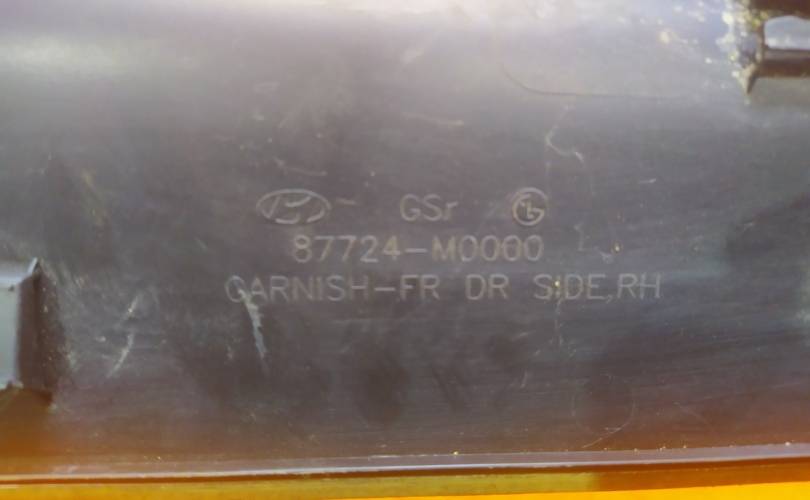 GSr
87724-M0000
GARNISH-FR DR SIDE,RH